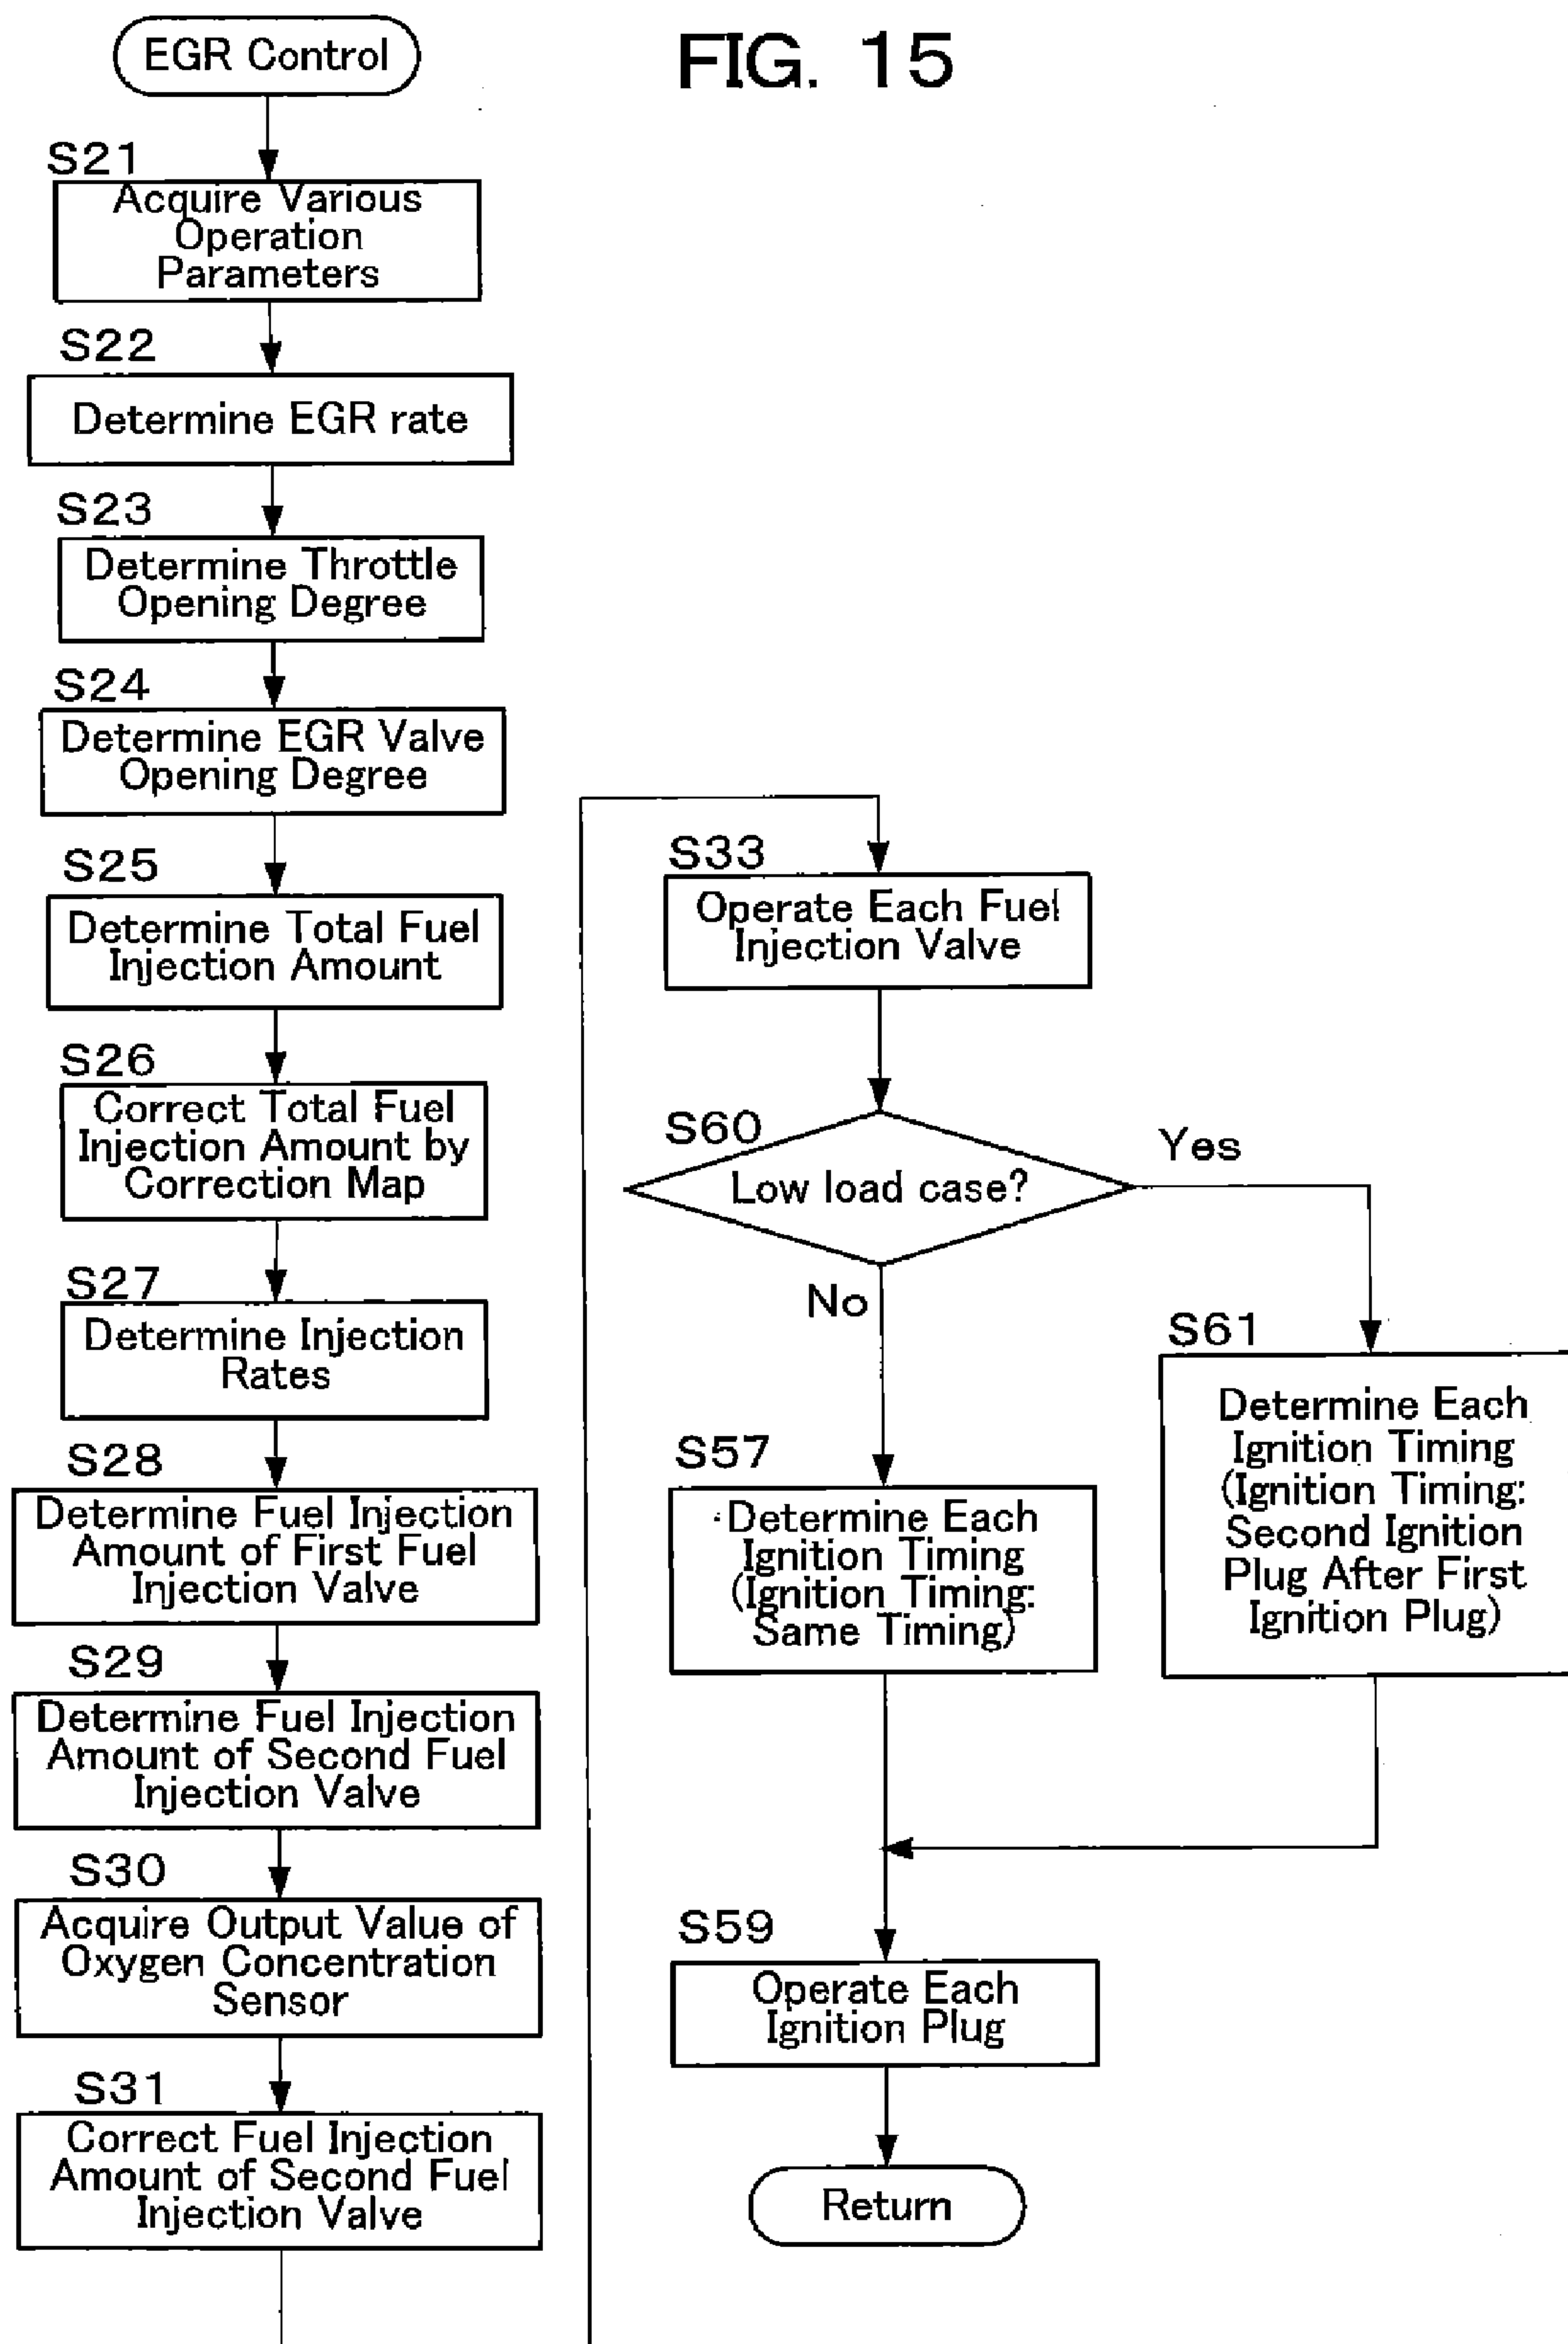 FIG. 15
EGR Control
S21
Acquire Various
Operation
Parameters
S22
Determine EGR rate
S23
Determine Throttle
Opening Degree
S24
Determine EGR Valve
Opening Degree
S25
Determine Total Fuel
Injection Amount
S26
Correct Total Fuel
Injection Amount by
Correction Map
S27
Determine Injection
Rates
S28
Determine Fuel Injection
Amount of First Fuel
Injection Valve
S29
Determine Fuel Injection
Amount of Second Fuel
Injection Valve
S30
Acquire Output Value of
Oxygen Concentration
Sensor
S31
Correct Fuel Injection
Amount of Second Fuel
Injection Valve
S33
Operate Each Fuel
Injection Valve
S60
Low load case?
Yes
No
S61
Determine Each
Ignition Timing
(Ignition Timing:
Second Ignition
Plug After First
Ignition Plug)
S57
Determine Each
Ignition Timing
(Ignition Timing:
Same Timing)
S59
Operate Each
Ignition Plug
Return